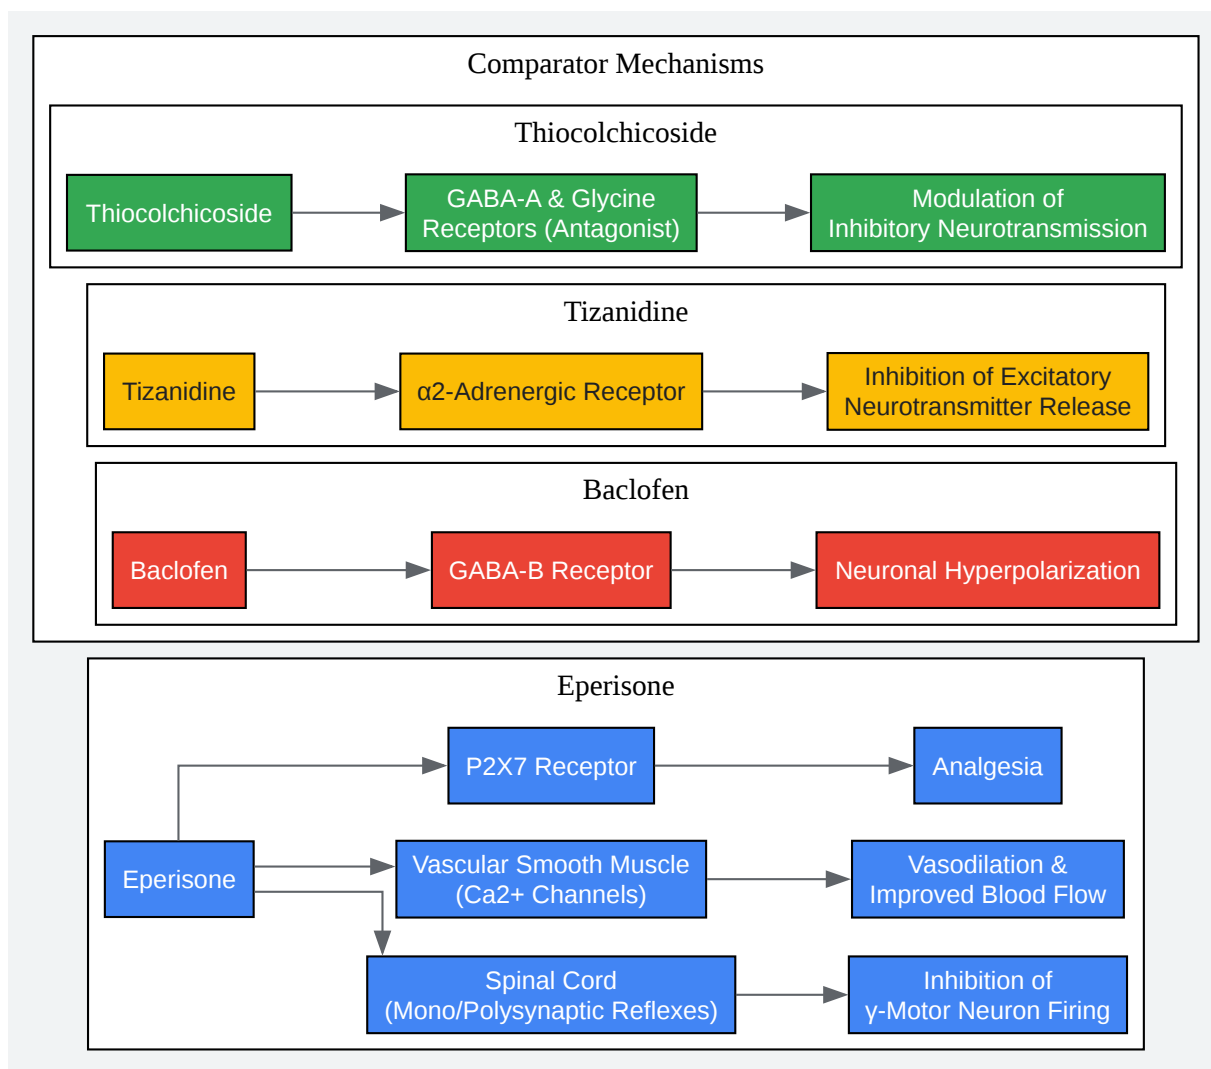 Comparator Mechanisms
Thiocolchicoside
Thiocolchicoside
GABA-A & Glycine
Receptors (Antagonist)
Modulation of
Inhibitory Neurotransmission
Tizanidine
Tizanidine
α2-Adrenergic Receptor
Inhibition of Excitatory
Neurotransmitter Release
Baclofen
Baclofen
GABA-B Receptor
Neuronal Hyperpolarization
Eperisone
P2X7 Receptor
Analgesia
Eperisone
Vascular Smooth Muscle
(Ca2+ Channels)
Vasodilation &
Improved Blood Flow
Spinal Cord
(Mono/Polysynaptic Reflexes)
Inhibition of
γ-Motor Neuron Firing